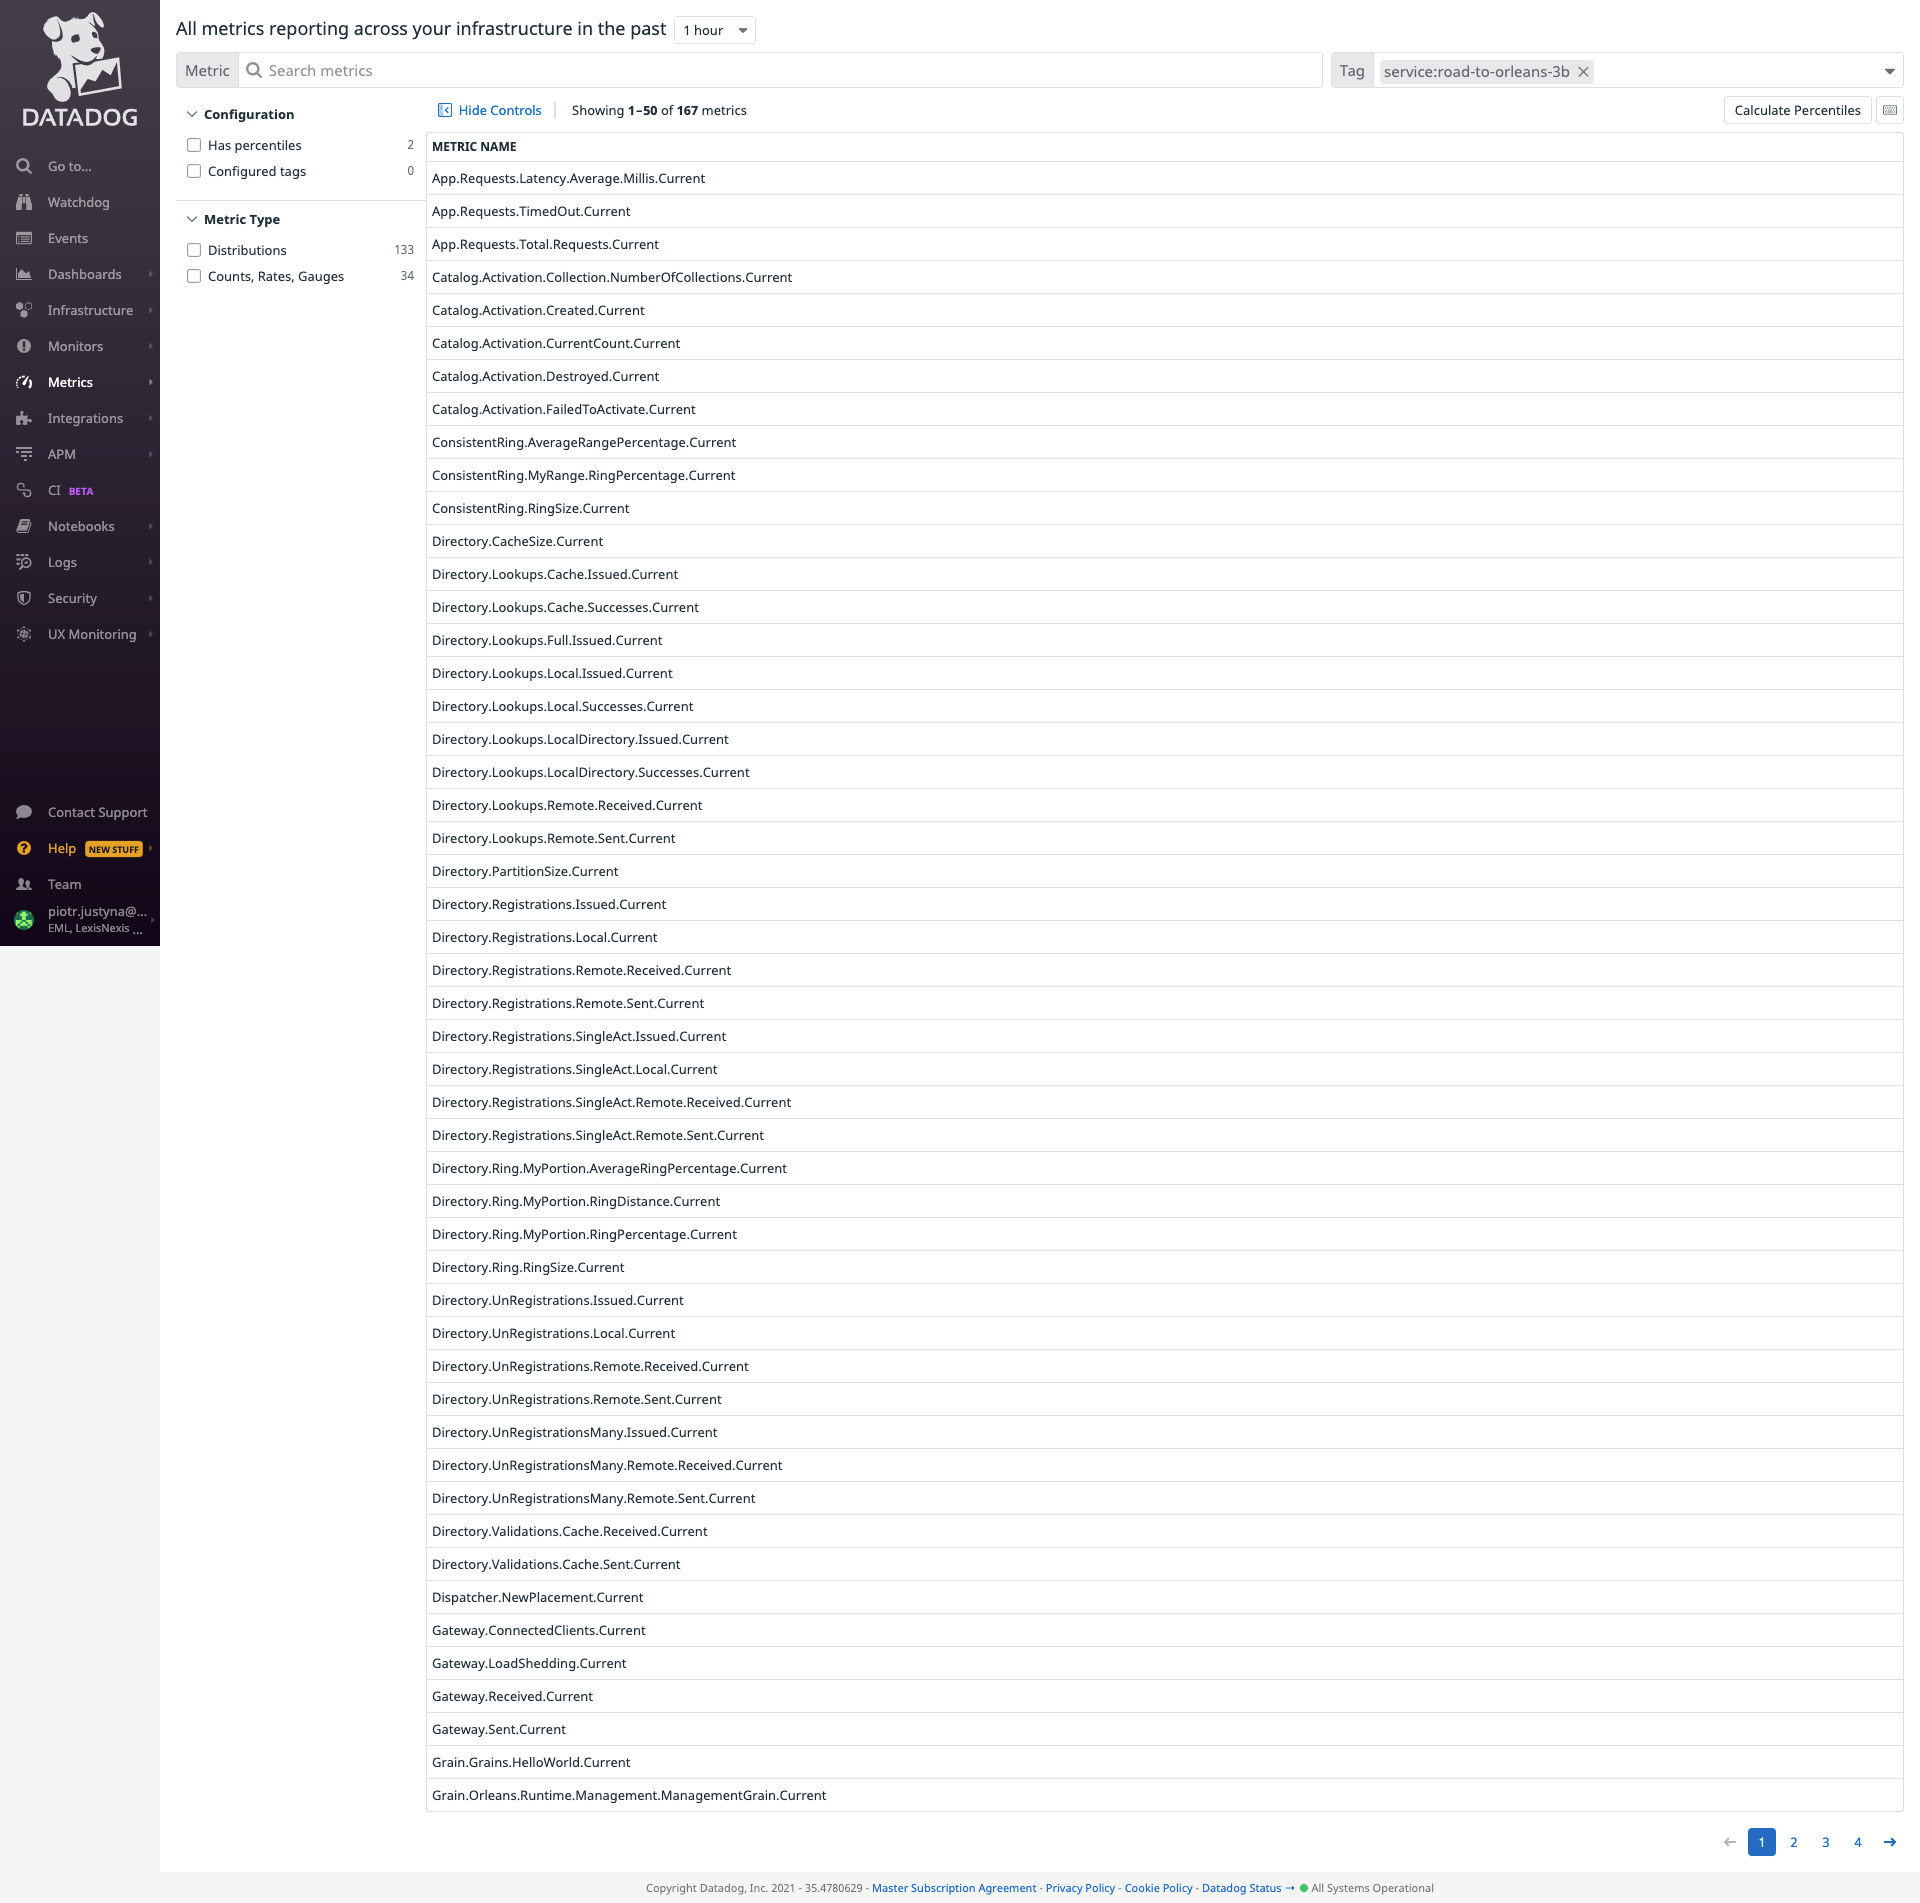 DATADOG
Go to...
Watchdog
Events
Dashboards
Infrastructure
Monitors
Metrics
Integrations
APM
CI BETA
Notebooks
Logs
Security
UX Monitoring
Contact Support
Help NEW STUFF
Team
piotr.justyna@...
EML, LexisNexis ...
All metrics reporting across your infrastructure in the past 1 hour
Metric Search metrics
Tag service:road-to-orleans-3b
Configuration
Has percentiles 2
Configured tags 0
Metric Type
Distributions 133
Counts, Rates, Gauges 34
Hide Controls Showing 1–50 of 167 metrics
Calculate Percentiles
METRIC NAME
App.Requests.Latency.Average.Millis.Current
App.Requests.TimedOut.Current
App.Requests.Total.Requests.Current
Catalog.Activation.Collection.NumberOfCollections.Current
Catalog.Activation.Created.Current
Catalog.Activation.CurrentCount.Current
Catalog.Activation.Destroyed.Current
Catalog.Activation.FailedToActivate.Current
ConsistentRing.AverageRangePercentage.Current
ConsistentRing.MyRange.RingPercentage.Current
ConsistentRing.RingSize.Current
Directory.CacheSize.Current
Directory.Lookups.Cache.Issued.Current
Directory.Lookups.Cache.Successes.Current
Directory.Lookups.Full.Issued.Current
Directory.Lookups.Local.Issued.Current
Directory.Lookups.Local.Successes.Current
Directory.Lookups.LocalDirectory.Issued.Current
Directory.Lookups.LocalDirectory.Successes.Current
Directory.Lookups.Remote.Received.Current
Directory.Lookups.Remote.Sent.Current
Directory.PartitionSize.Current
Directory.Registrations.Issued.Current
Directory.Registrations.Local.Current
Directory.Registrations.Remote.Received.Current
Directory.Registrations.Remote.Sent.Current
Directory.Registrations.SingleAct.Issued.Current
Directory.Registrations.SingleAct.Local.Current
Directory.Registrations.SingleAct.Remote.Received.Current
Directory.Registrations.SingleAct.Remote.Sent.Current
Directory.Ring.MyPortion.AverageRingPercentage.Current
Directory.Ring.MyPortion.RingDistance.Current
Directory.Ring.MyPortion.RingPercentage.Current
Directory.Ring.RingSize.Current
Directory.UnRegistrations.Issued.Current
Directory.UnRegistrations.Local.Current
Directory.UnRegistrations.Remote.Received.Current
Directory.UnRegistrations.Remote.Sent.Current
Directory.UnRegistrationsMany.Issued.Current
Directory.UnRegistrationsMany.Remote.Received.Current
Directory.UnRegistrationsMany.Remote.Sent.Current
Directory.Validations.Cache.Received.Current
Directory.Validations.Cache.Sent.Current
Dispatcher.NewPlacement.Current
Gateway.ConnectedClients.Current
Gateway.LoadShedding.Current
Gateway.Received.Current
Gateway.Sent.Current
Grain.Grains.HelloWorld.Current
Grain.Orleans.Runtime.Management.ManagementGrain.Current
← 1 2 3 4 →
Copyright Datadog, Inc. 2021 - 35.4780629 - Master Subscription Agreement - Privacy Policy - Cookie Policy - Datadog Status → All Systems Operational